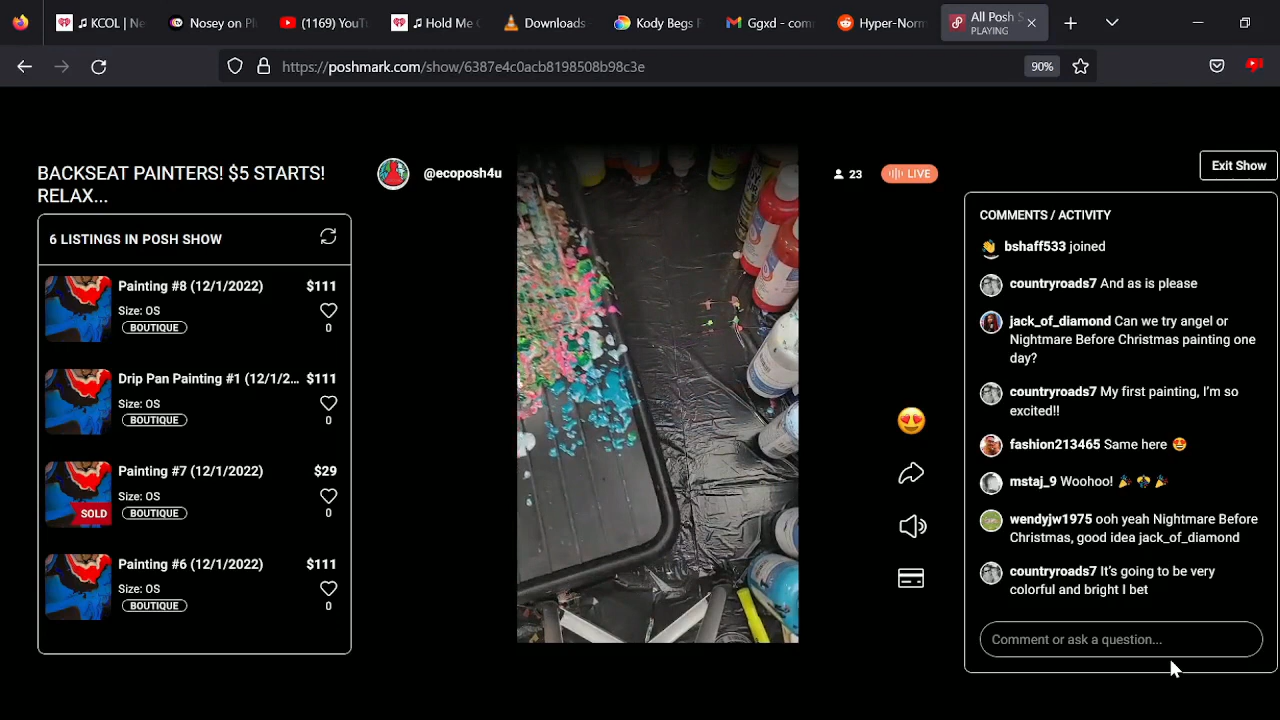 KCOL | Ne
Nosey on Pl
(1169) YouT
Hold Me C
Downloads
Kody Begs F
Ggxd - com
Hyper-Norm
All Posh S
PLAYING
https://poshmark.com/show/6387e4c0acb8198508b98c3e
90%
BACKSEAT PAINTERS! $5 STARTS!
RELAX...
@ecoposh4u
23
LIVE
Exit Show
6 LISTINGS IN POSH SHOW
Painting #8 (12/1/2022) $111
Size: OS
BOUTIQUE
0
Drip Pan Painting #1 (12/1/2... $111
Size: OS
BOUTIQUE
0
Painting #7 (12/1/2022) $29
Size: OS
SOLD
BOUTIQUE
0
Painting #6 (12/1/2022) $111
Size: OS
BOUTIQUE
0
COMMENTS / ACTIVITY
bshaff533 joined
countryroads7 And as is please
jack_of_diamond Can we try angel or
Nightmare Before Christmas painting one
day?
countryroads7 My first painting, I'm so
excited!!
fashion213465 Same here 😍
mstaj_9 Woohoo! 🎉 🎊 🎉
wendyjw1975 ooh yeah Nightmare Before
Christmas, good idea jack_of_diamond
countryroads7 It's going to be very
colorful and bright I bet
Comment or ask a question...